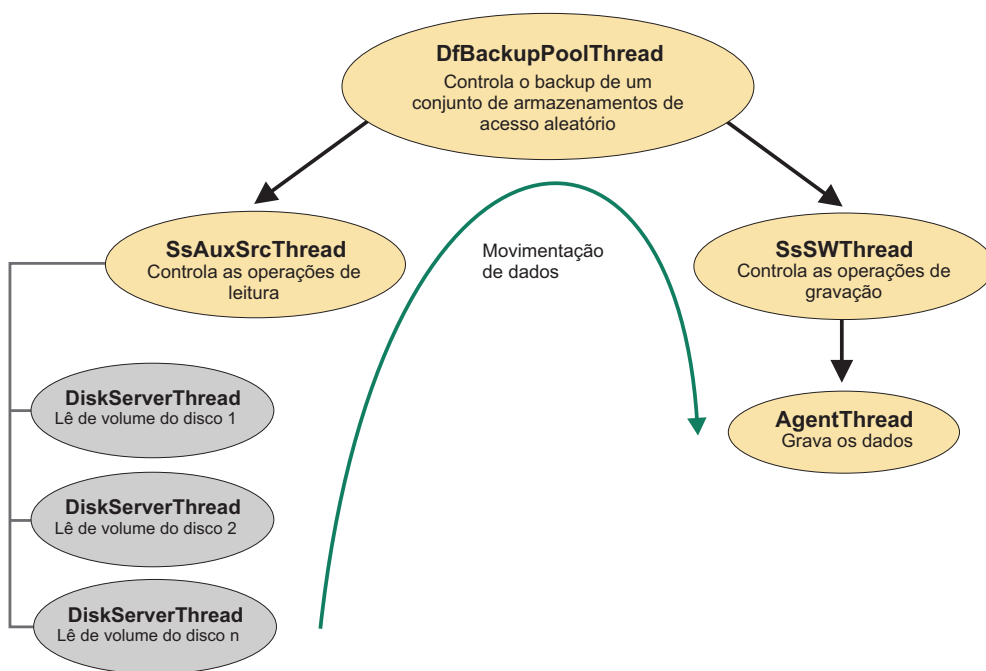 DfBackupPoolThread
Controla o backup de um
conjunto de armazenamentos de
acesso aleatório
SsAuxSrcThread
Controla as operações de
leitura
Movimentação
de dados
SsSWThread
Controla as operações de
gravação
DiskServerThread
Lê de volume do disco 1
AgentThread
Grava os dados
DiskServerThread
Lê de volume do disco 2
DiskServerThread
Lê de volume do disco n